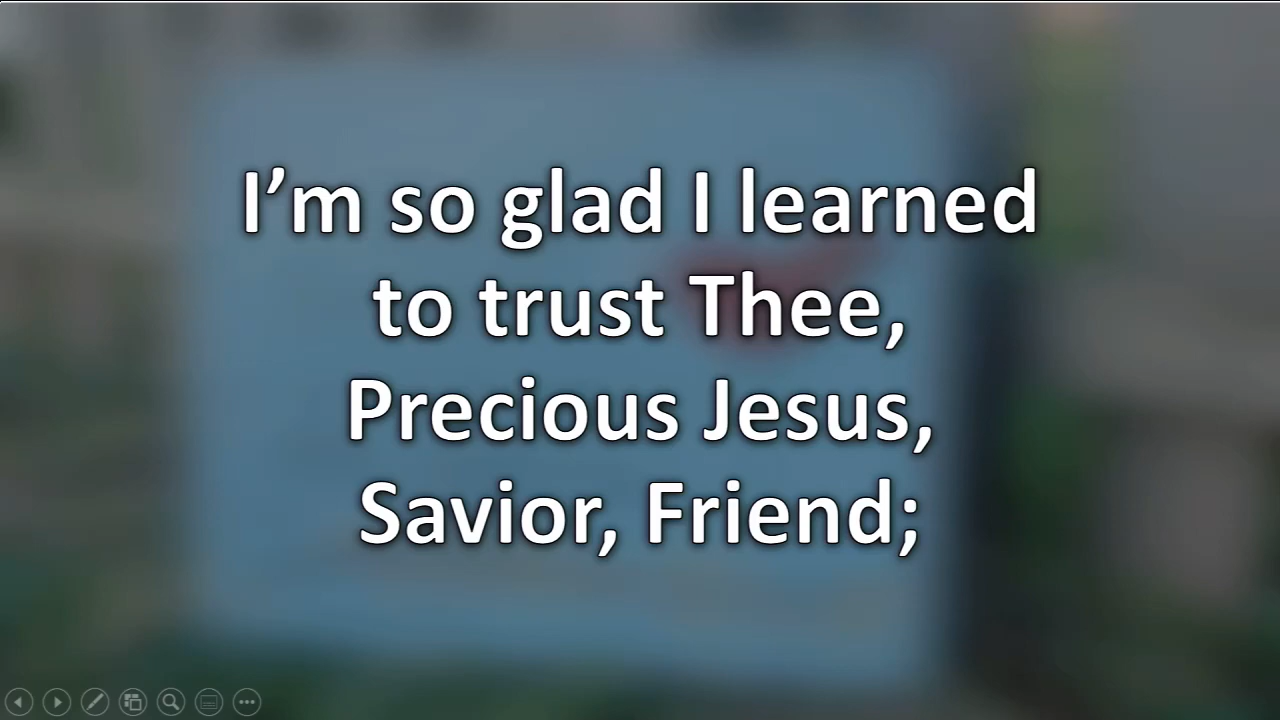 I’m so glad I learned
to trust Thee,
Precious Jesus,
Savior, Friend;